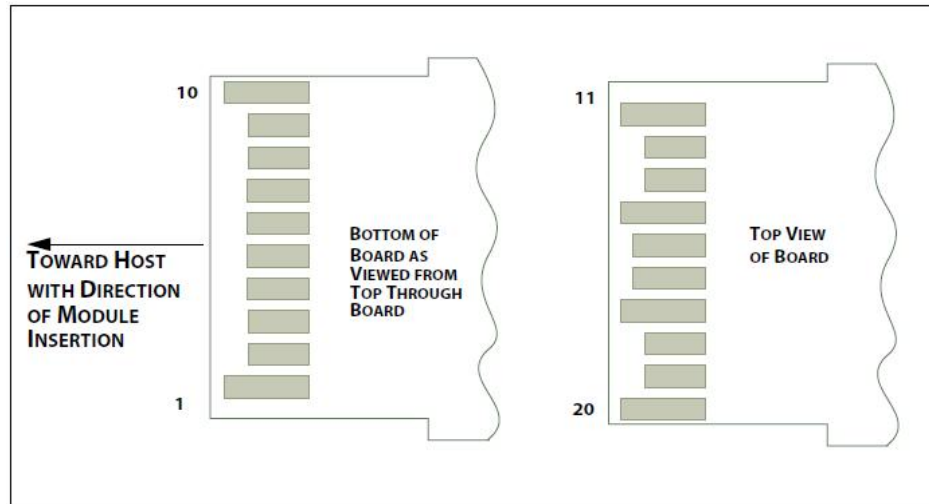 10
1
TOWARD HOST
WITH DIRECTION
OF MODULE
INSERTION
BOTTOM OF
BOARD AS
VIEWED FROM
TOP THROUGH
BOARD
11
20
TOP VIEW
OF BOARD